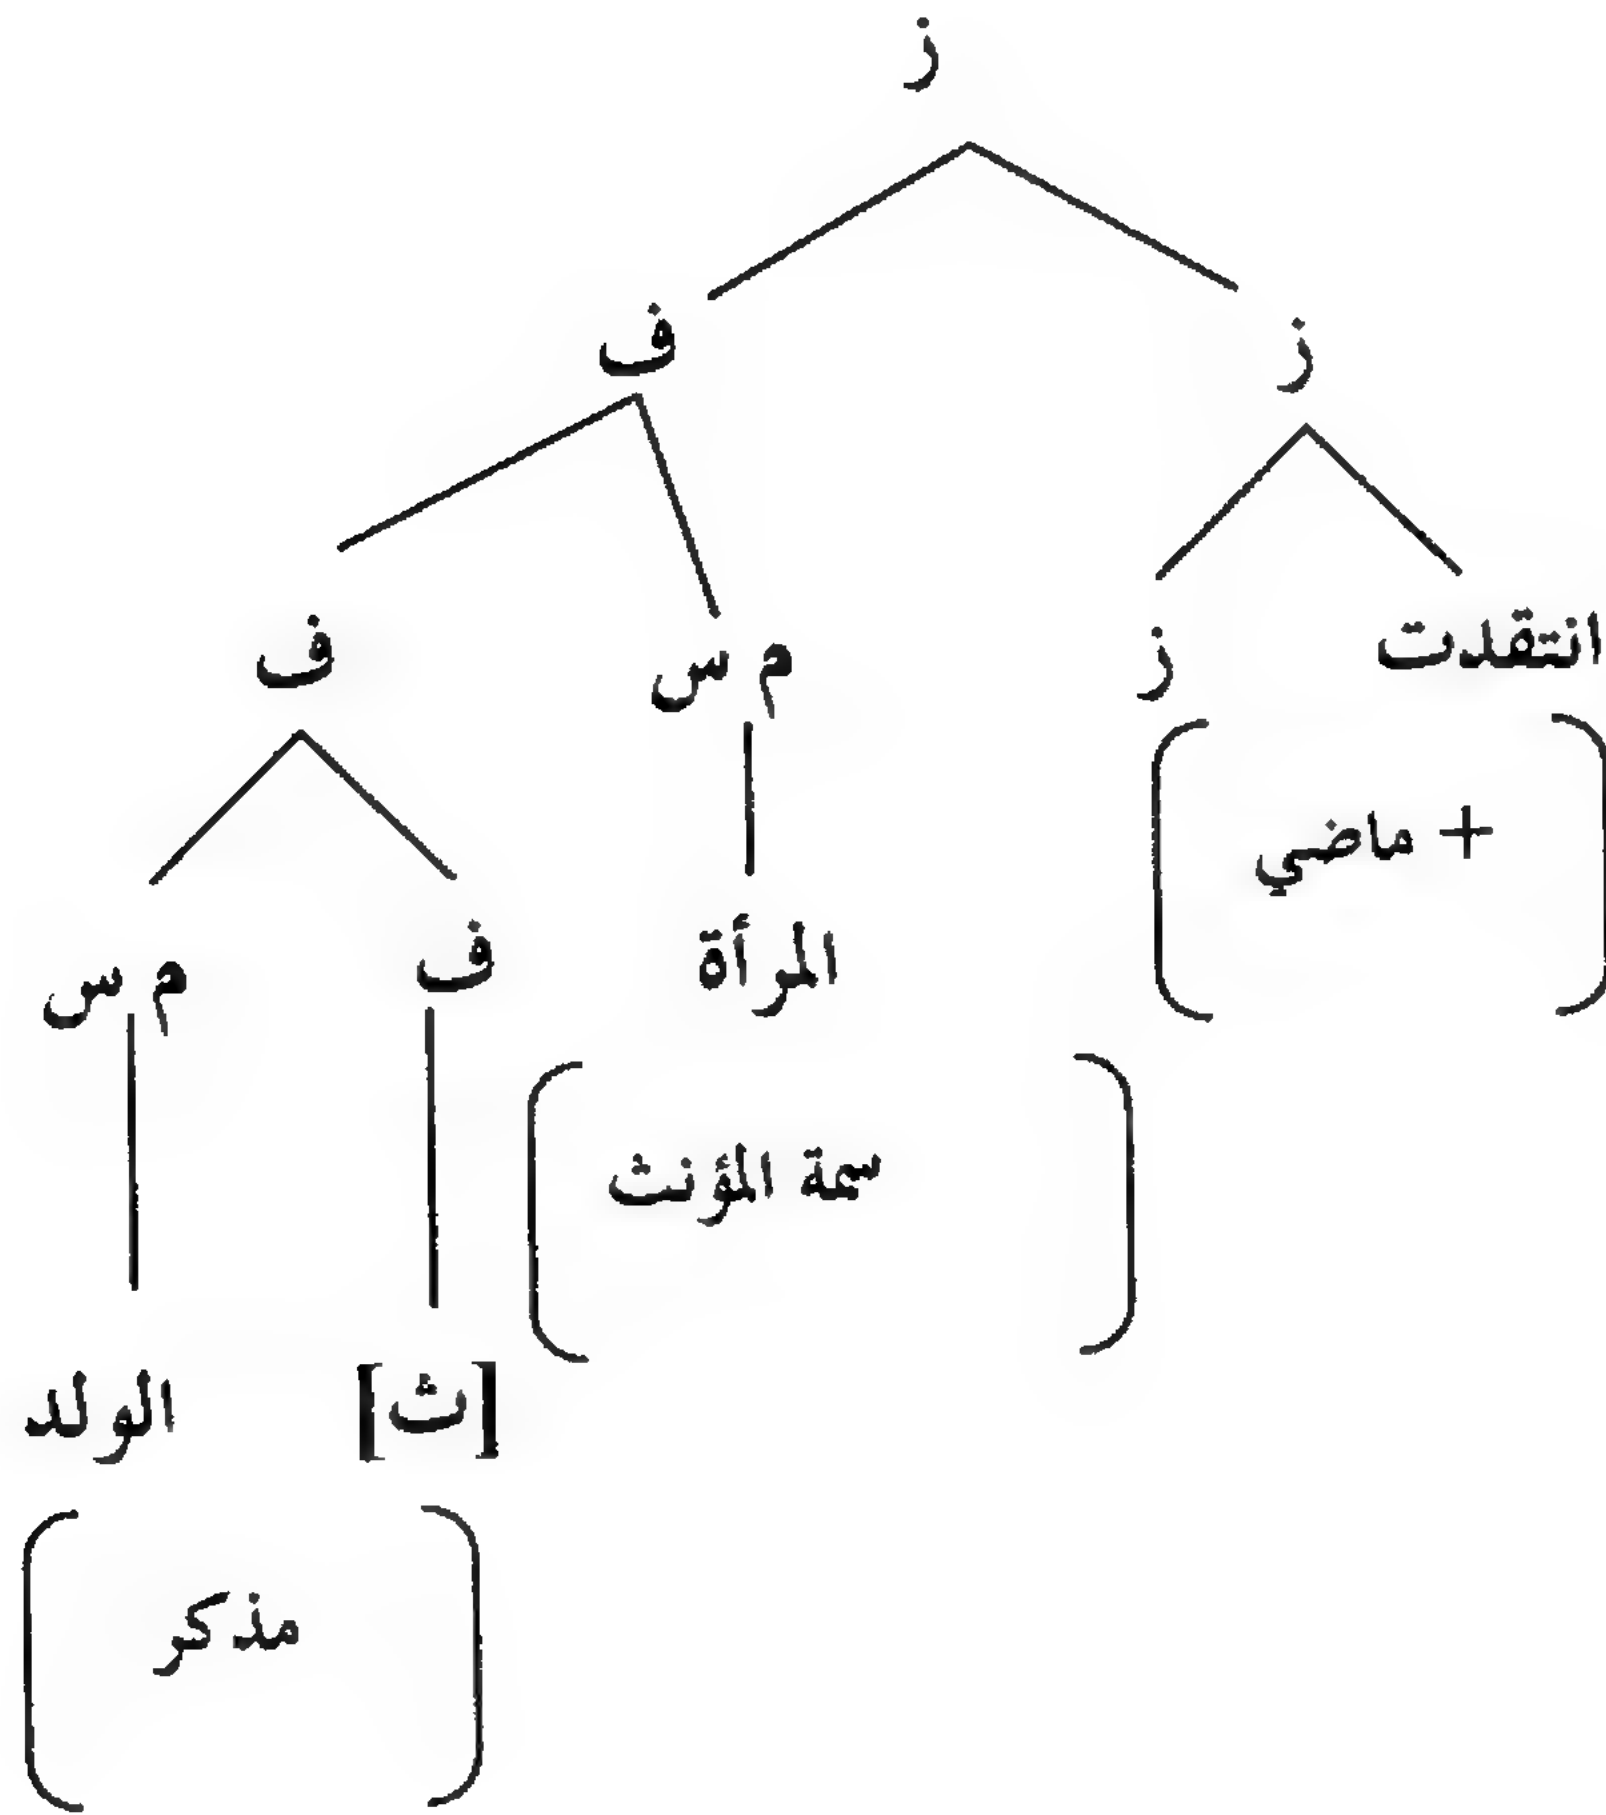 ز
ز ف
انتقدت ز م س ف
+ ماضي
المرأة ف م س
سمة المؤنث
[ث] الولد
مذكر